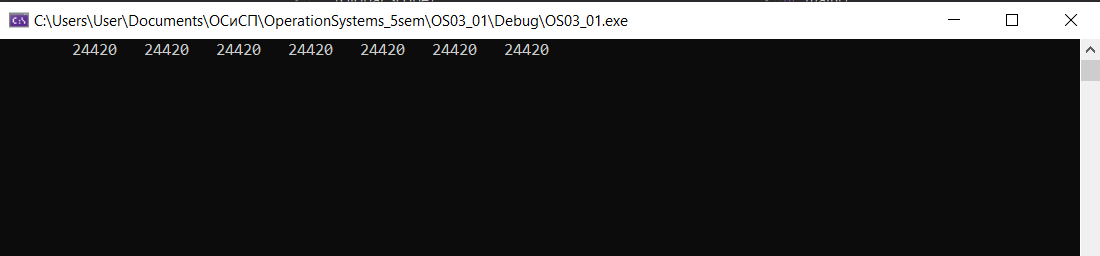 C:\Users\User\Documents\ОСиСП\OperationSystems_5sem\OS03_01\Debug\OS03_01.exe
24420 24420 24420 24420 24420 24420 24420